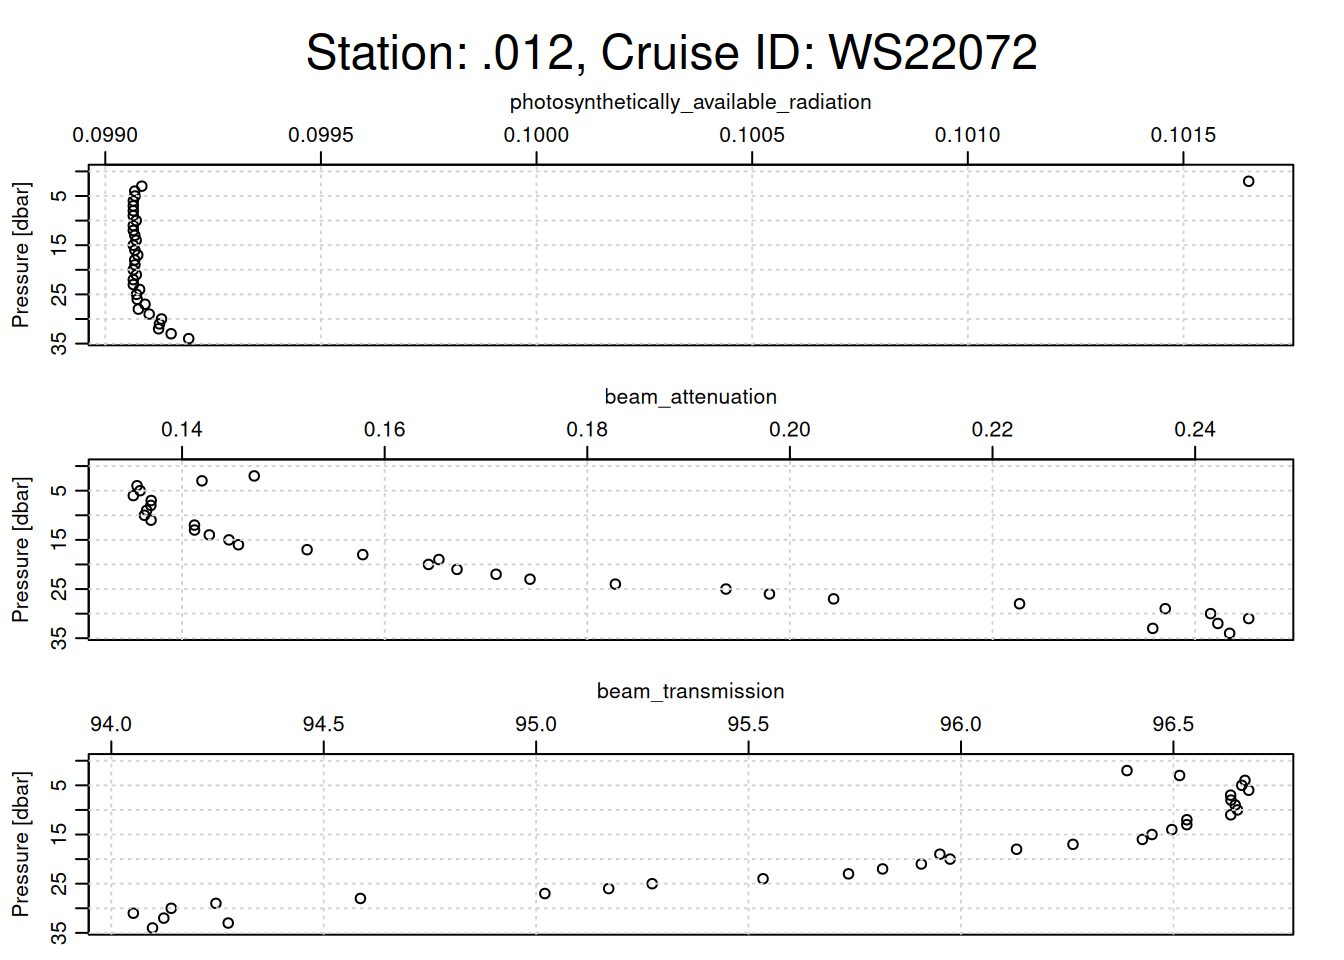 Station: .012, Cruise ID: WS22072
photosynthetically_available_radiation
0.0990 0.0995 0.1000 0.1005 0.1010 0.1015
Pressure [dbar]
5 15 25 35
beam_attenuation
0.14 0.16 0.18 0.20 0.22 0.24
Pressure [dbar]
5 15 25 35
beam_transmission
94.0 94.5 95.0 95.5 96.0 96.5
Pressure [dbar]
5 15 25 35